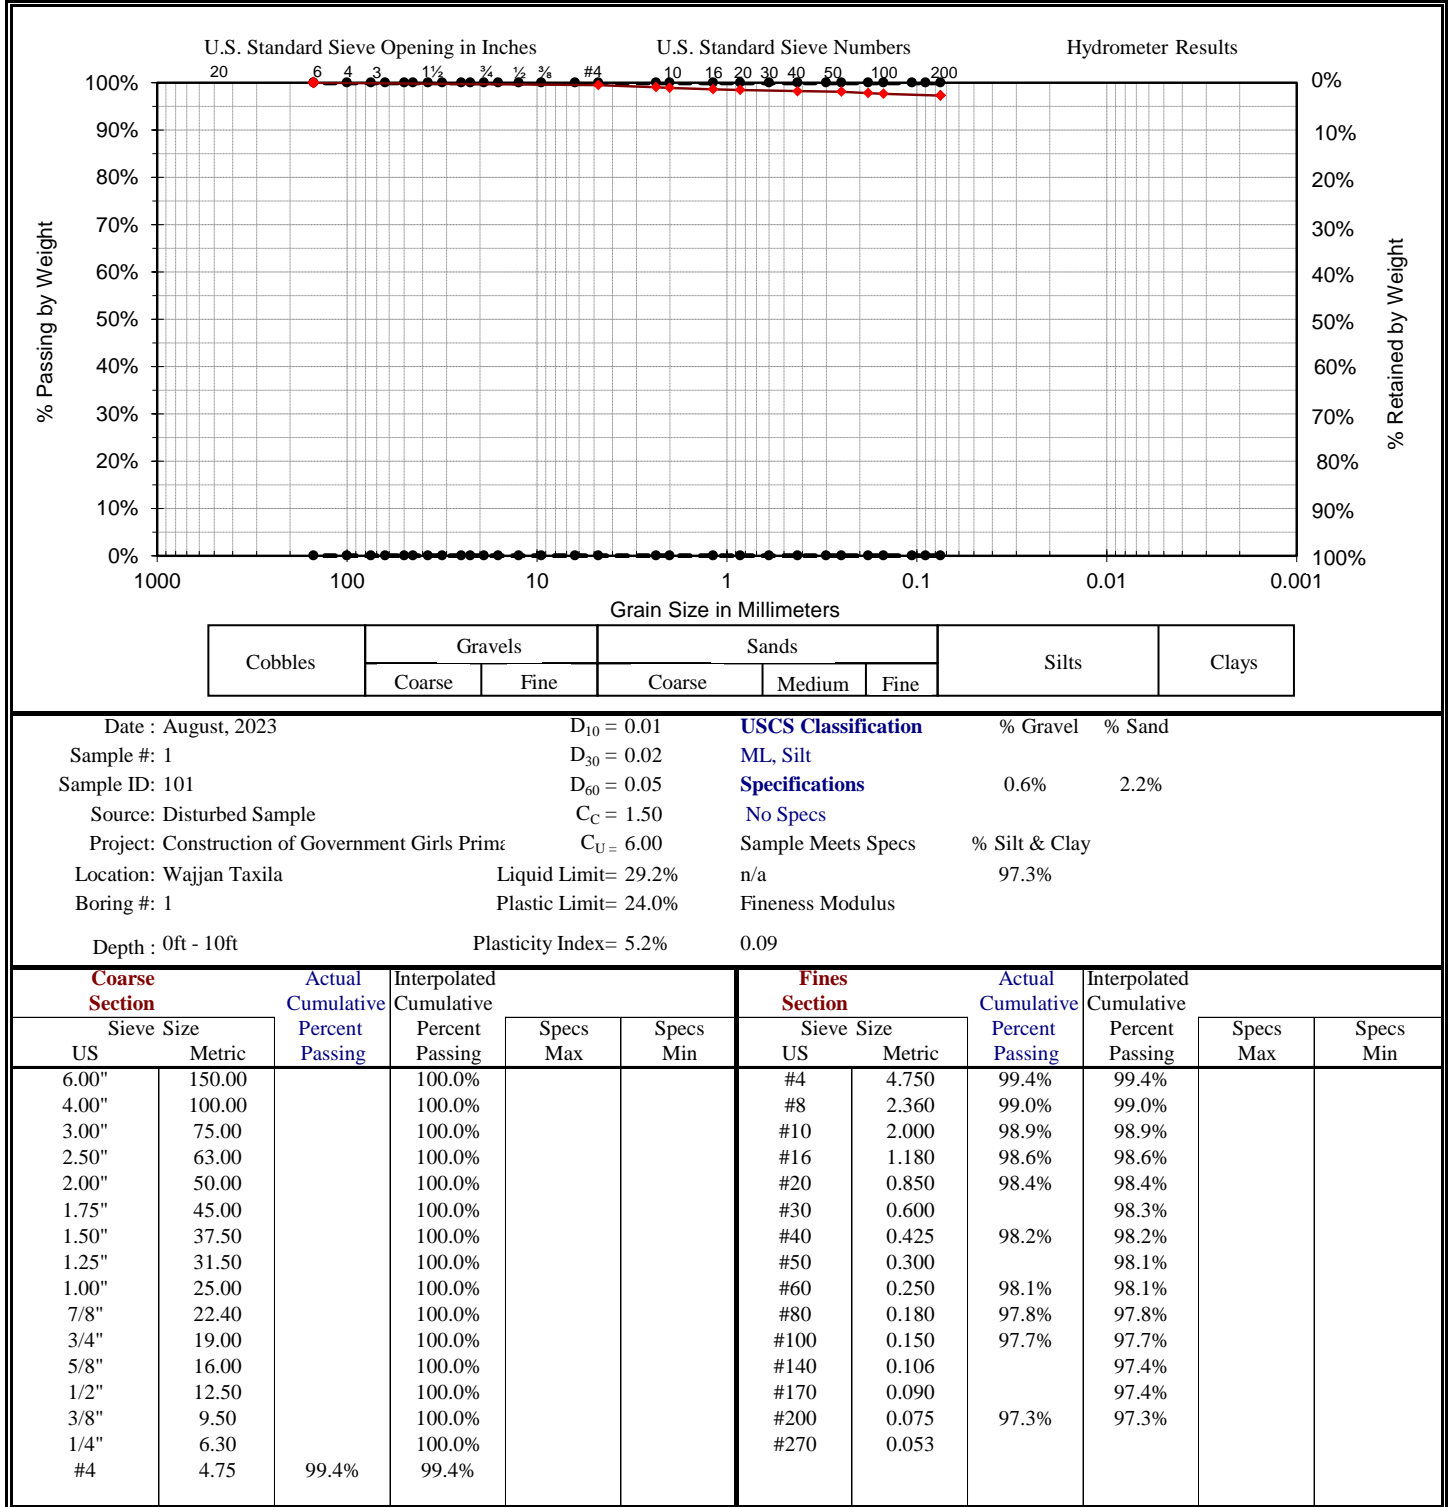 U.S. Standard Sieve Opening in Inches U.S. Standard Sieve Numbers Hydrometer Results
20 6 4 3 1½ ¾ ½ ⅜ #4 10 16 20 30 40 50 100 200
100% 0%
90% 10%
80% 20%
70% 30%
60% 40%
50% 50%
40% 60%
30% 70%
20% 80%
10% 90%
0% 100%
% Passing by Weight
% Retained by Weight
1000 100 10 1 0.1 0.01 0.001
Grain Size in Millimeters
Cobbles Gravels Sands Silts Clays
Coarse Fine Coarse Medium Fine
Date : August, 2023 D10 = 0.01 USCS Classification % Gravel % Sand
Sample #: 1 D30 = 0.02 ML, Silt
Sample ID: 101 D60 = 0.05 Specifications 0.6% 2.2%
Source: Disturbed Sample CC = 1.50 No Specs
Project: Construction of Government Girls Prima CU = 6.00 Sample Meets Specs % Silt & Clay
Location: Wajjan Taxila Liquid Limit= 29.2% n/a 97.3%
Boring #: 1 Plastic Limit= 24.0% Fineness Modulus
Depth : 0ft - 10ft Plasticity Index= 5.2% 0.09
Coarse Actual Interpolated Fines Actual Interpolated
Section Cumulative Cumulative Section Cumulative Cumulative
Sieve Size Percent Percent Specs Specs Sieve Size Percent Percent Specs Specs
US Metric Passing Passing Max Min US Metric Passing Passing Max Min
6.00" 150.00 100.0% #4 4.750 99.4% 99.4%
4.00" 100.00 100.0% #8 2.360 99.0% 99.0%
3.00" 75.00 100.0% #10 2.000 98.9% 98.9%
2.50" 63.00 100.0% #16 1.180 98.6% 98.6%
2.00" 50.00 100.0% #20 0.850 98.4% 98.4%
1.75" 45.00 100.0% #30 0.600 98.3%
1.50" 37.50 100.0% #40 0.425 98.2% 98.2%
1.25" 31.50 100.0% #50 0.300 98.1%
1.00" 25.00 100.0% #60 0.250 98.1% 98.1%
7/8" 22.40 100.0% #80 0.180 97.8% 97.8%
3/4" 19.00 100.0% #100 0.150 97.7% 97.7%
5/8" 16.00 100.0% #140 0.106 97.4%
1/2" 12.50 100.0% #170 0.090 97.4%
3/8" 9.50 100.0% #200 0.075 97.3% 97.3%
1/4" 6.30 100.0% #270 0.053
#4 4.75 99.4% 99.4%